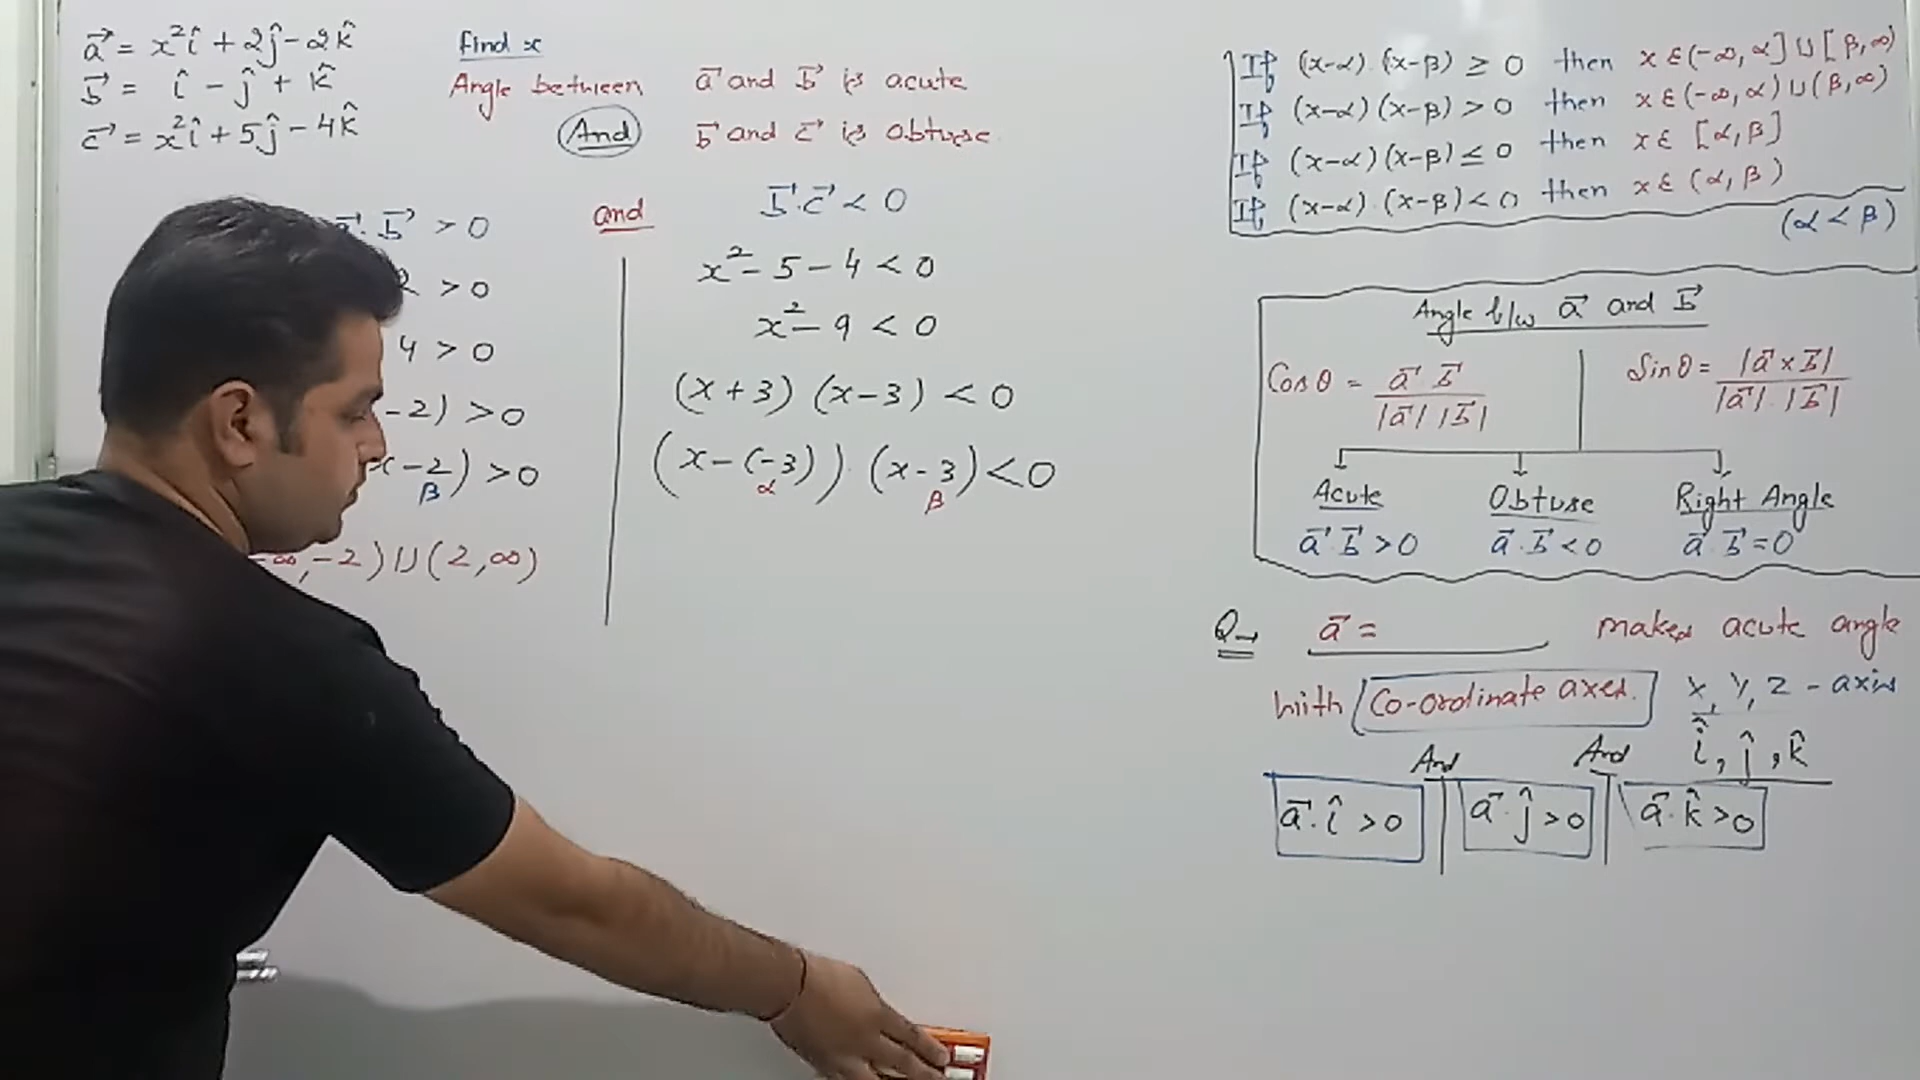 a⃗ = x²î + 2ĵ - 2k̂
b⃗ = î - ĵ + k̂
c⃗ = x²î + 5ĵ - 4k̂
find x
Angle between a⃗ and b⃗ is acute
And b⃗ and c⃗ is obtuse
a⃗. b⃗ > 0
2 > 0
4 > 0
-2) > 0
x-2) > 0
β
-∞, -2) ∪ (2, ∞)
and
b⃗.c⃗ < 0
x² - 5 - 4 < 0
x² - 9 < 0
(x + 3) (x - 3) < 0
(x - (-3)) . (x - 3) < 0
α β
If (x-α) . (x-β) ≥ 0 then x ∈ (-∞, α] ∪ [β, ∞)
If (x-α) (x-β) > 0 then x ∈ (-∞, α) ∪ (β, ∞)
If (x-α) (x-β) ≤ 0 then x ∈ [α, β]
If (x-α) . (x-β) < 0 then x ∈ (α, β)
(α < β)
Angle b/w a⃗ and b⃗
Cos θ = a⃗ . b⃗ / |a⃗| |b⃗|
Sin θ = |a⃗ × b⃗| / |a⃗| . |b⃗|
Acute Obtuse Right Angle
a⃗ . b⃗ > 0 a⃗ . b⃗ < 0 a⃗ . b⃗ = 0
Q→ a⃗ = makes acute angle
with Co-ordinate axes. X, Y, Z - axis
î, ĵ, k̂
And And
a⃗ . î > 0 a⃗ . ĵ > 0 a⃗ . k̂ > 0